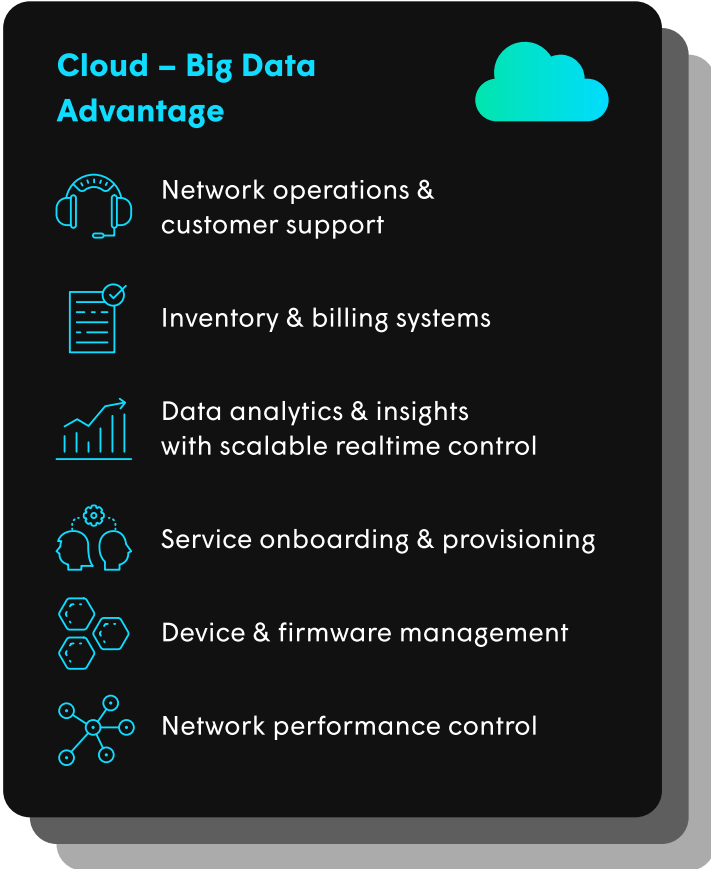 Cloud – Big Data
Advantage
Network operations &
customer support
Inventory & billing systems
Data analytics & insights
with scalable realtime control
Service onboarding & provisioning
Device & firmware management
Network performance control